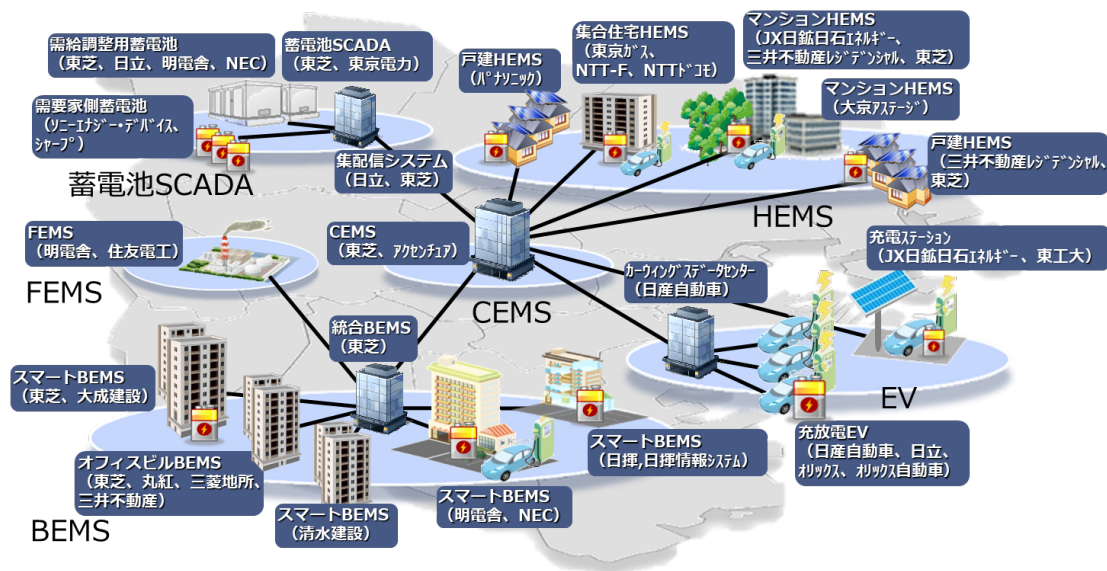 需給調整用蓄電池
(東芝、日立、明電舎、NEC)
蓄電池SCADA
(東芝、東京電力)
需要家側蓄電池
(ソニーエナジー・デバイス、
シャープ)
集配信システム
(日立、東芝)
蓄電池SCADA
戸建HEMS
(パナソニック)
集合住宅HEMS
(東京ガス、
NTT-F、NTTドコモ)
マンションHEMS
(JX日鉱日石エネルギー、
三井不動産レジデンシャル、東芝)
マンションHEMS
(大京アステージ)
戸建HEMS
(三井不動産レジデンシャル、
東芝)
HEMS
FEMS
(明電舎、住友電工)
FEMS
CEMS
(東芝、アクセンチュア)
CEMS
充電ステーション
(JX日鉱日石エネルギー、東工大)
カーウィングスデータセンター
(日産自動車)
EV
充放電EV
(日産自動車、日立、
オリックス、オリックス自動車)
統合BEMS
(東芝)
スマートBEMS
(東芝、大成建設)
オフィスビルBEMS
(東芝、丸紅、三菱地所、
三井不動産)
スマートBEMS
(清水建設)
スマートBEMS
(明電舎、NEC)
スマートBEMS
(日揮,日揮情報システム)
BEMS